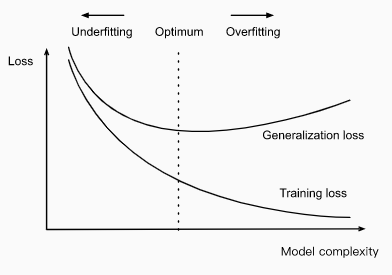 Underfitting
Optimum
Overfitting
Loss
Generalization loss
Training loss
Model complexity